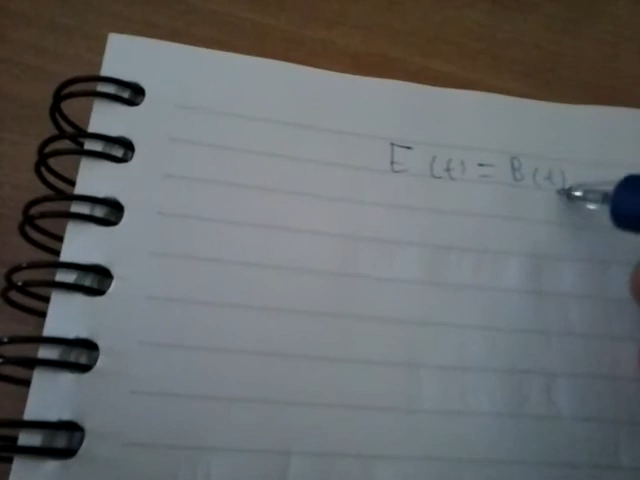 E(t) = B(t)